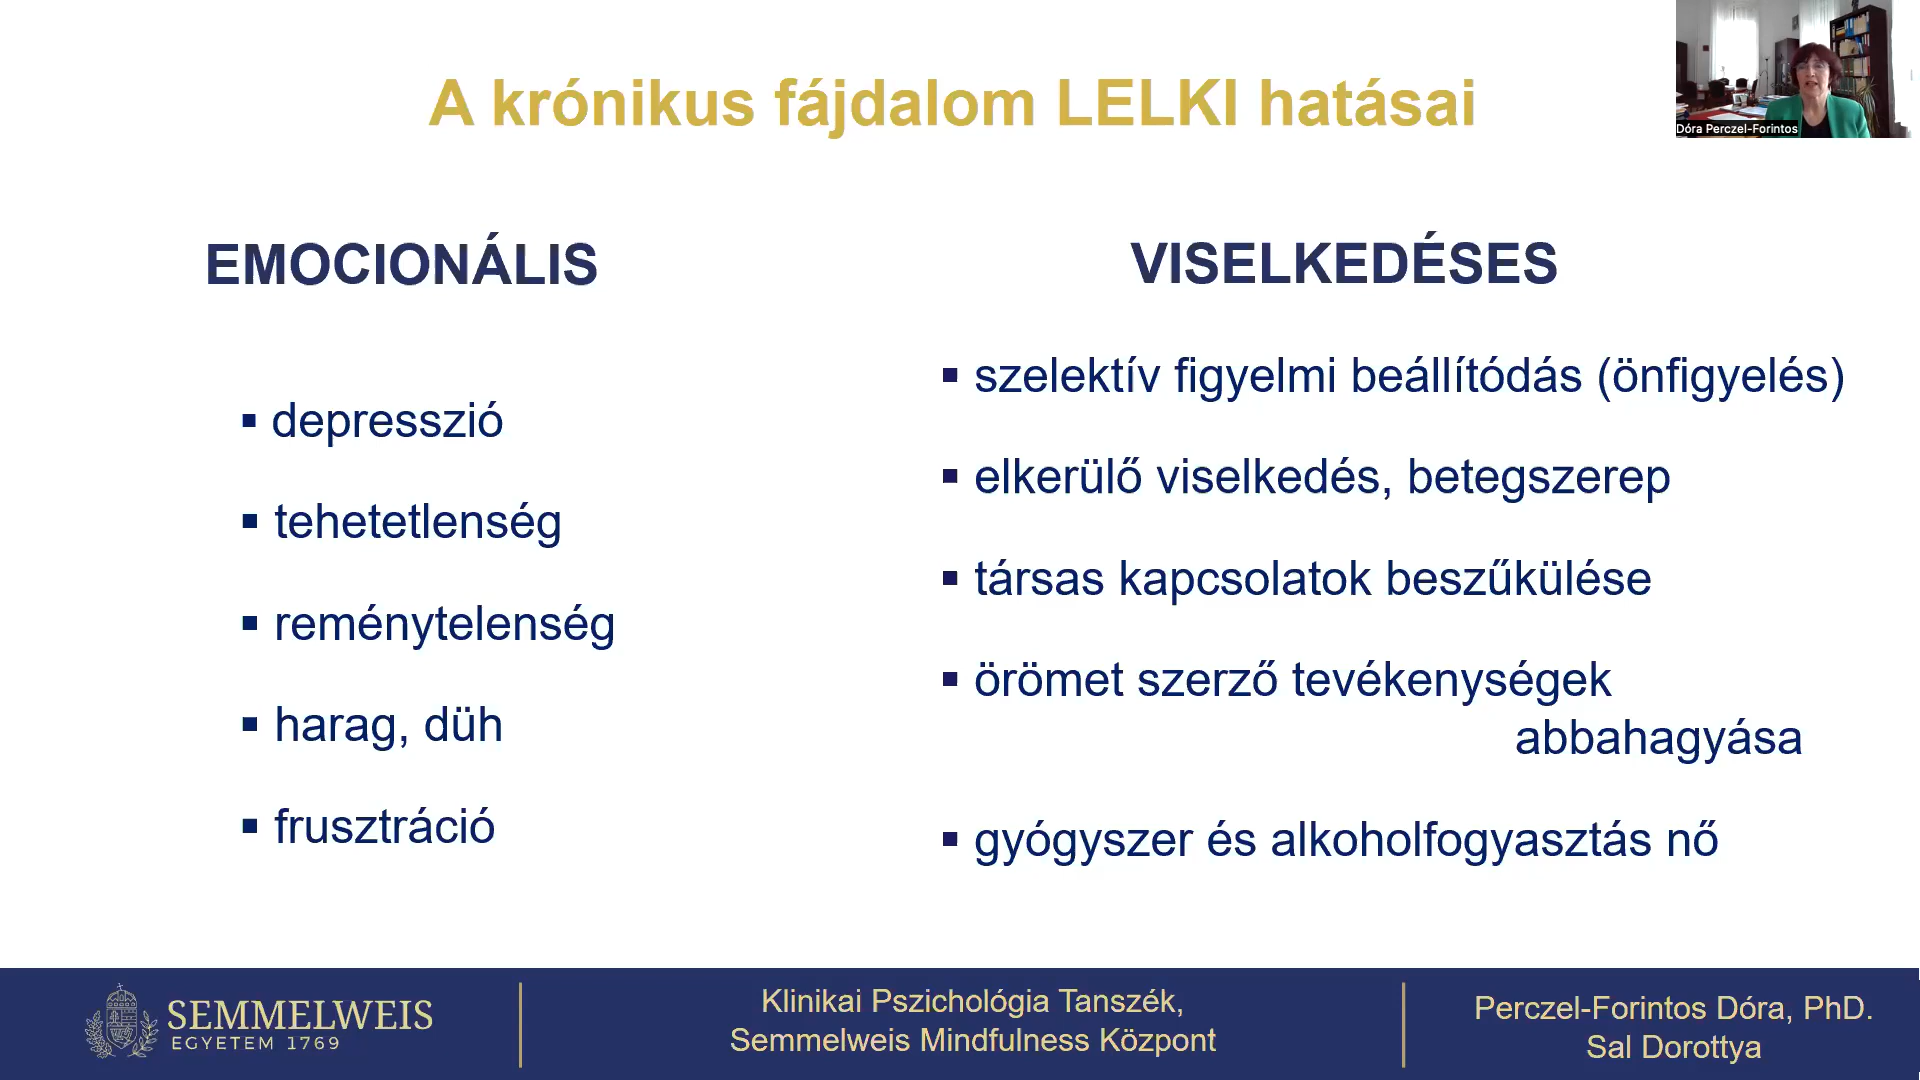 A krónikus fájdalom LELKI hatásai
Dóra Perczel-Forintos
EMOCIONÁLIS
▪ depresszió
▪ tehetetlenség
▪ reménytelenség
▪ harag, düh
▪ frusztráció
VISELKEDÉSES
▪ szelektív figyelmi beállítódás (önfigyelés)
▪ elkerülő viselkedés, betegszerep
▪ társas kapcsolatok beszűkülése
▪ örömet szerző tevékenységek
abbahagyása
▪ gyógyszer és alkoholfogyasztás nő
SEMMELWEIS
EGYETEM 1769
Klinikai Pszichológia Tanszék,
Semmelweis Mindfulness Központ
Perczel-Forintos Dóra, PhD.
Sal Dorottya